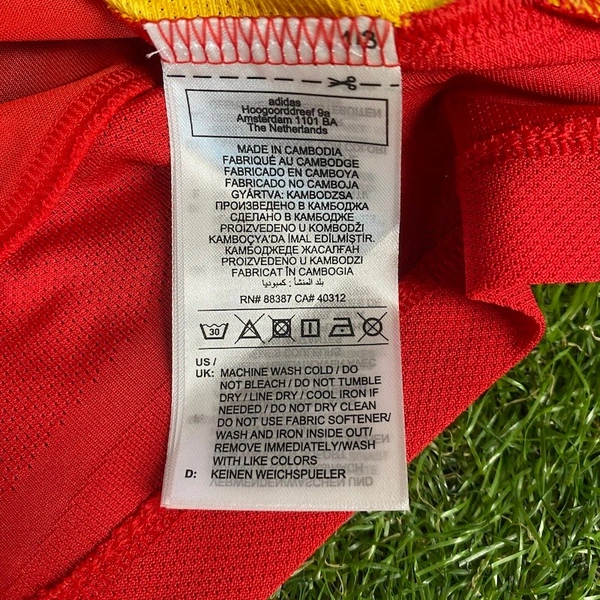 1/3
adidas
Hoogoorddreef 9a
Amsterdam 1101 BA
The Netherlands
MADE IN CAMBODIA
FABRIQUÉ AU CAMBODGE
FABRICADO EN CAMBOYA
FABRICADO NO CAMBOJA
GYÁRTVA: KAMBODZSA
ПРОИЗВЕДЕНО В КАМБОДЖА
СДЕЛАНО В КАМБОДЖЕ
PROIZVEDENO U KOMBODŽI
KAMBOÇYA'DA İMAL EDİLMİŞTİR.
КАМБОДЖЕДЕ ЖАСАЛҒАН
PROIZVEDENO U KAMBODZI
FABRICAT ÎN CAMBOGIA
بلد المنشأ : كمبوديا
RN# 88387 CA# 40312
30
US /
UK: MACHINE WASH COLD / DO
NOT BLEACH / DO NOT TUMBLE
DRY / LINE DRY / COOL IRON IF
NEEDED / DO NOT DRY CLEAN
DO NOT USE FABRIC SOFTENER/
WASH AND IRON INSIDE OUT/
REMOVE IMMEDIATELY/WASH
WITH LIKE COLORS
D: KEINEN WEICHSPUELER